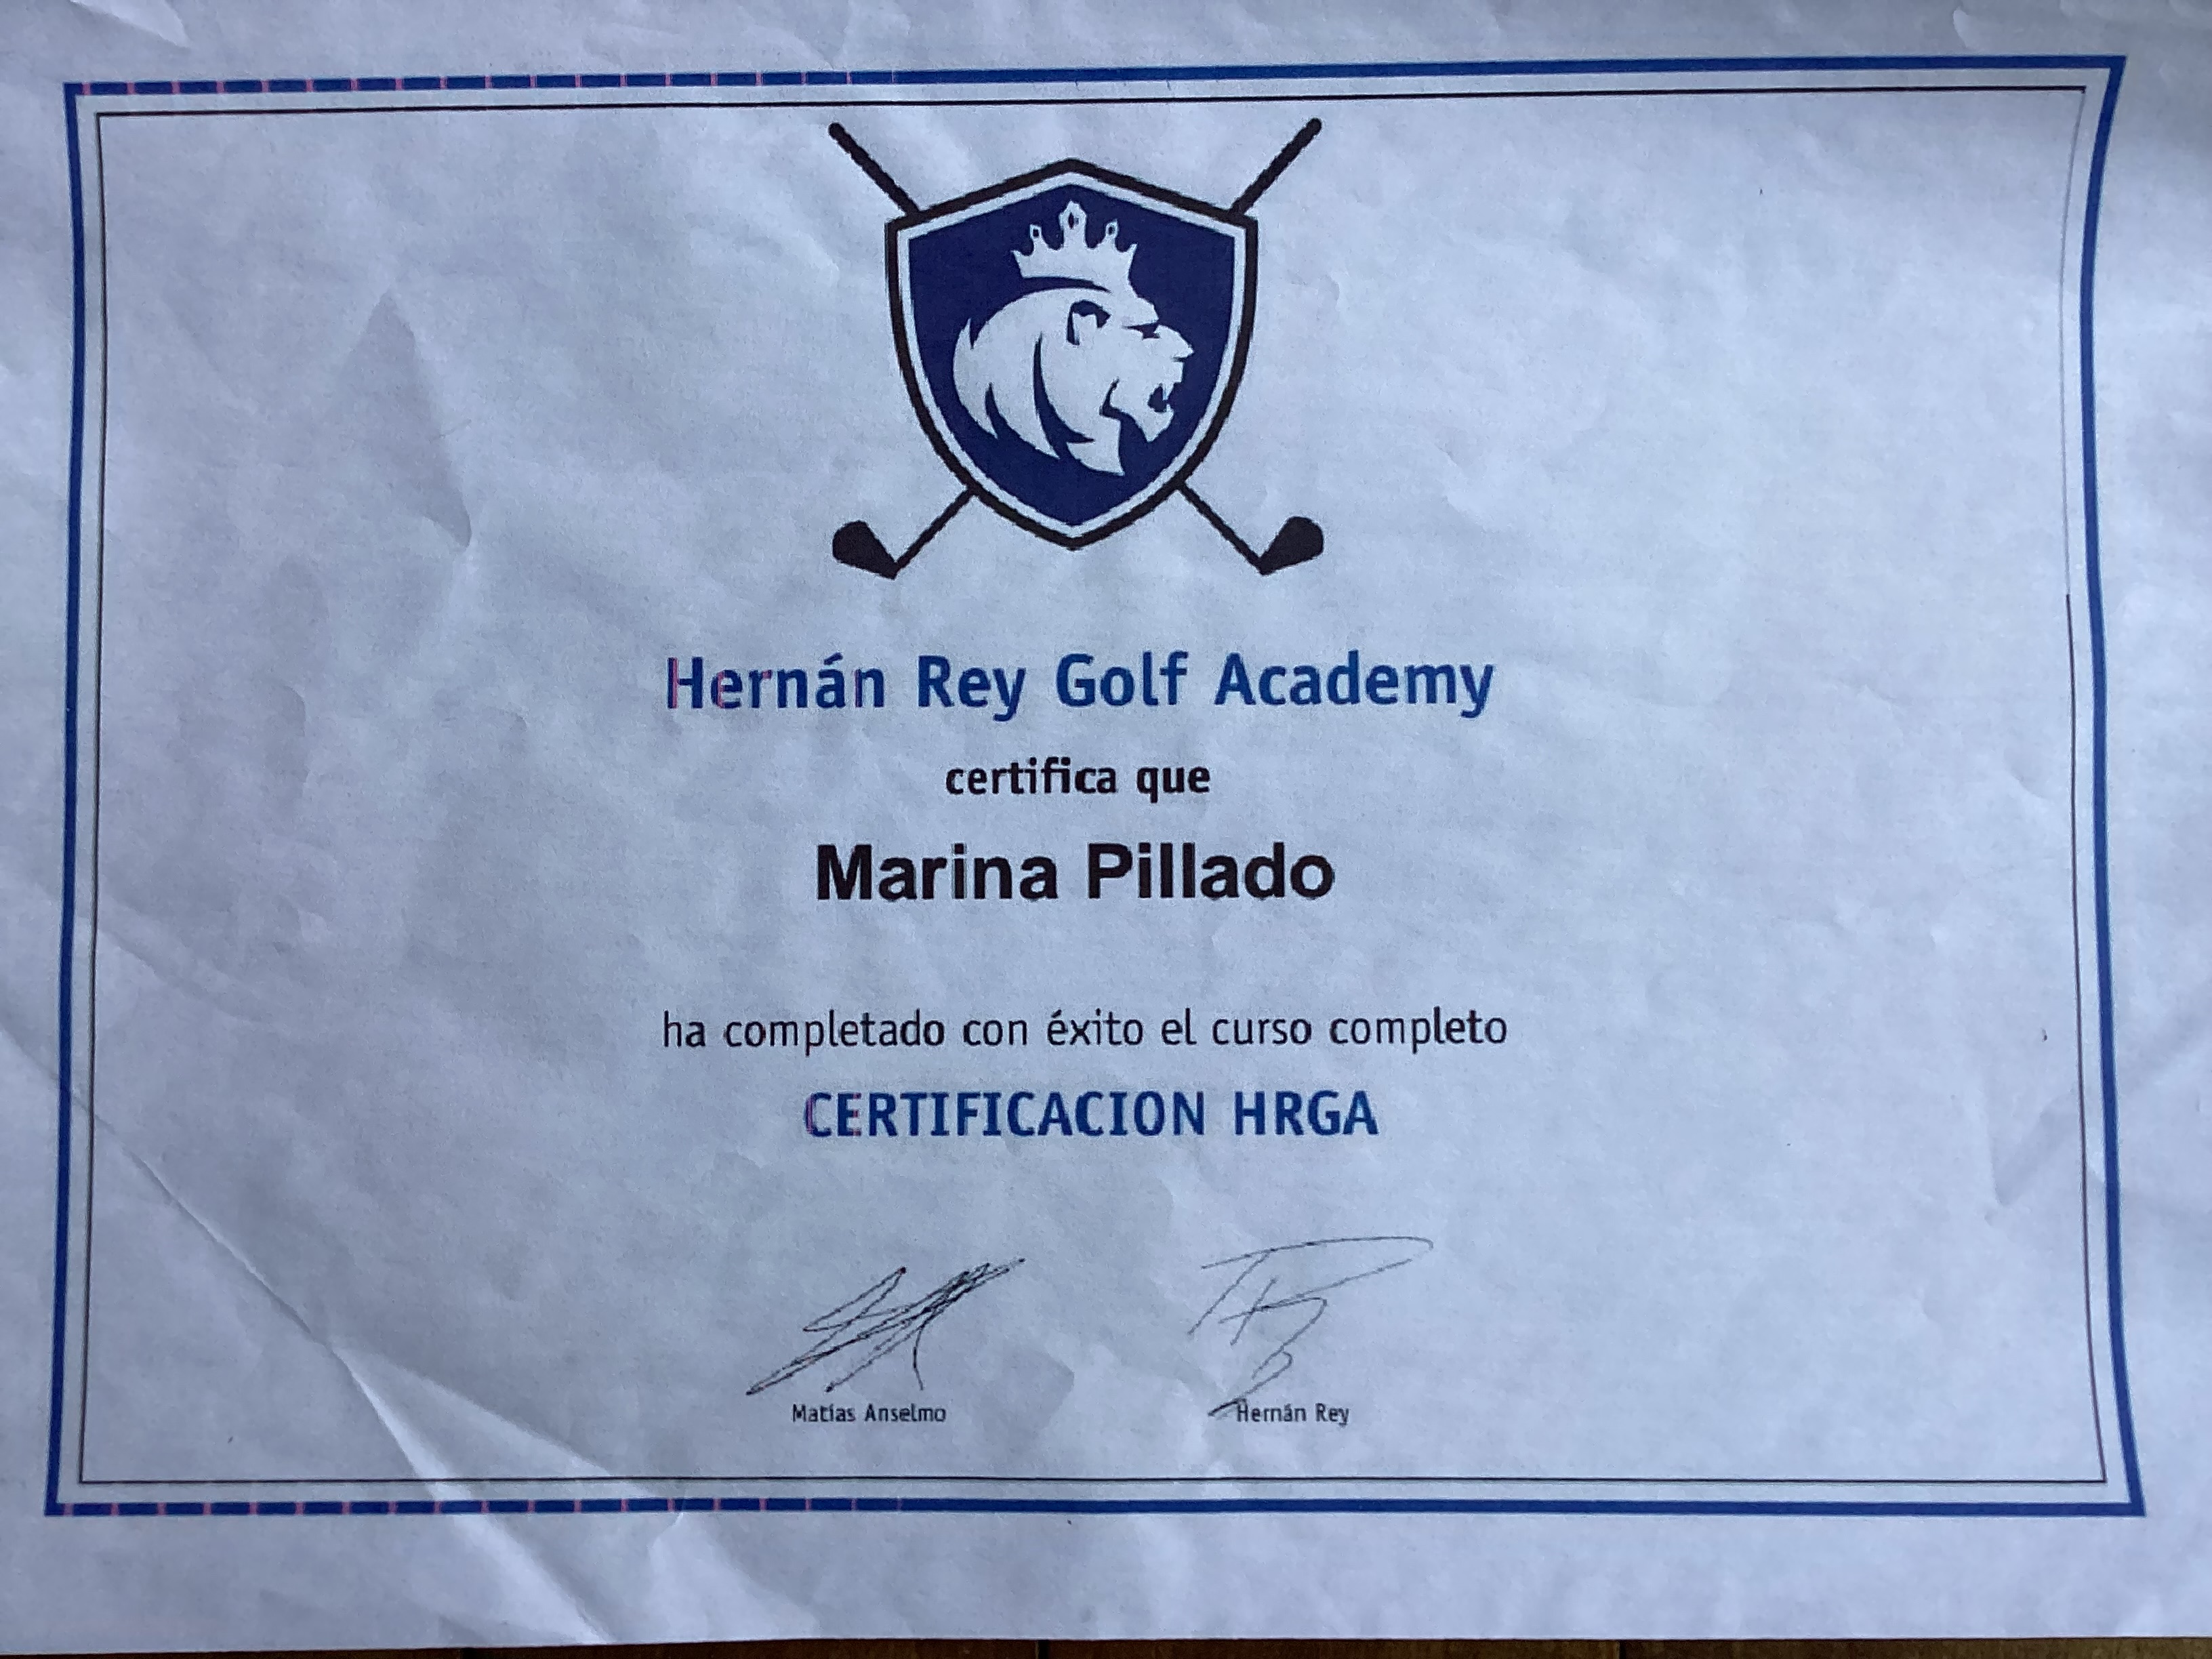 Hernán Rey Golf Academy
certifica que
Marina Pillado
ha completado con éxito el curso completo
CERTIFICACION HRGA
Matías Anselmo
Hernán Rey